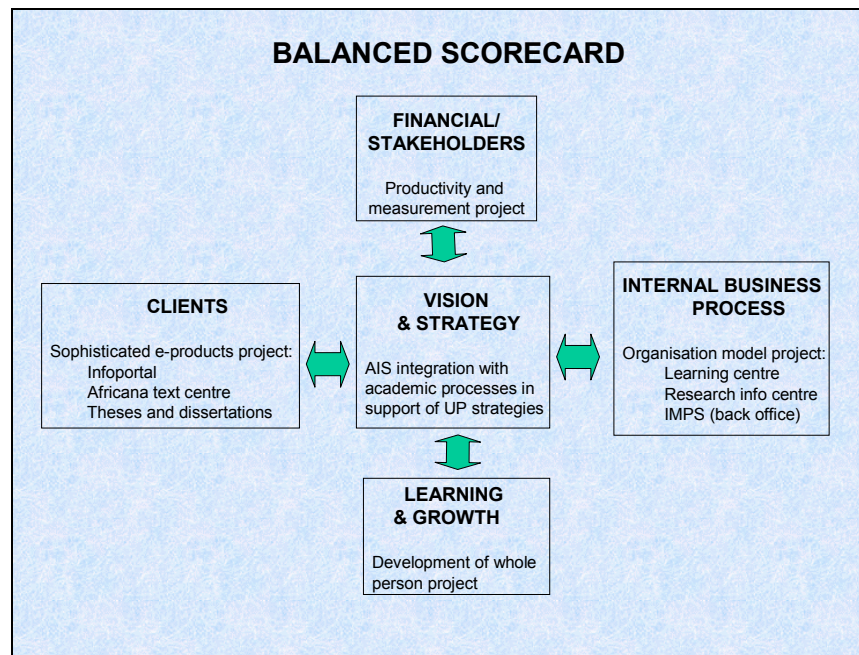 BALANCED SCORECARD
FINANCIAL/
STAKEHOLDERS
Productivity and
measurement project
CLIENTS
Sophisticated e-products project:
Infoportal
Africana text centre
Theses and dissertations
VISION
& STRATEGY
AIS integration with
academic processes in
support of UP strategies
INTERNAL BUSINESS
PROCESS
Organisation model project:
Learning centre
Research info centre
IMPS (back office)
LEARNING
& GROWTH
Development of whole
person project